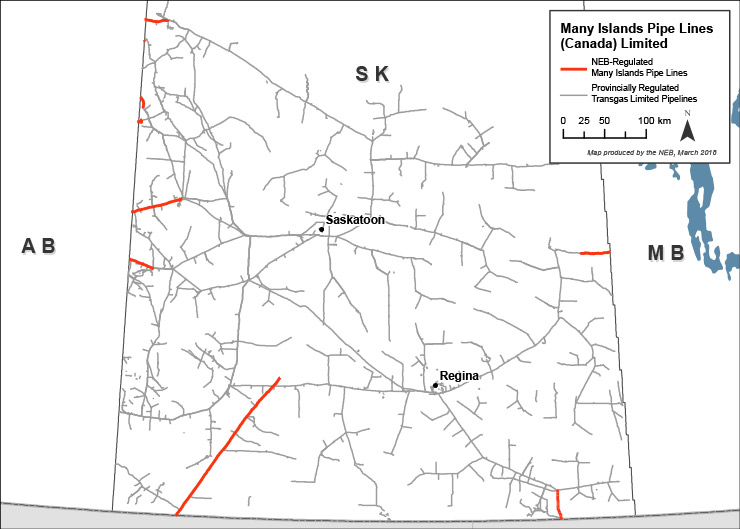 Many Islands Pipe Lines
(Canada) Limited
NEB-Regulated
Many Islands Pipe Lines
Provincially Regulated
Transgas Limited Pipelines
N
0 25 50 100 km
Map produced by the NEB, March 2016
S K
Saskatoon
A B
M B
Regina